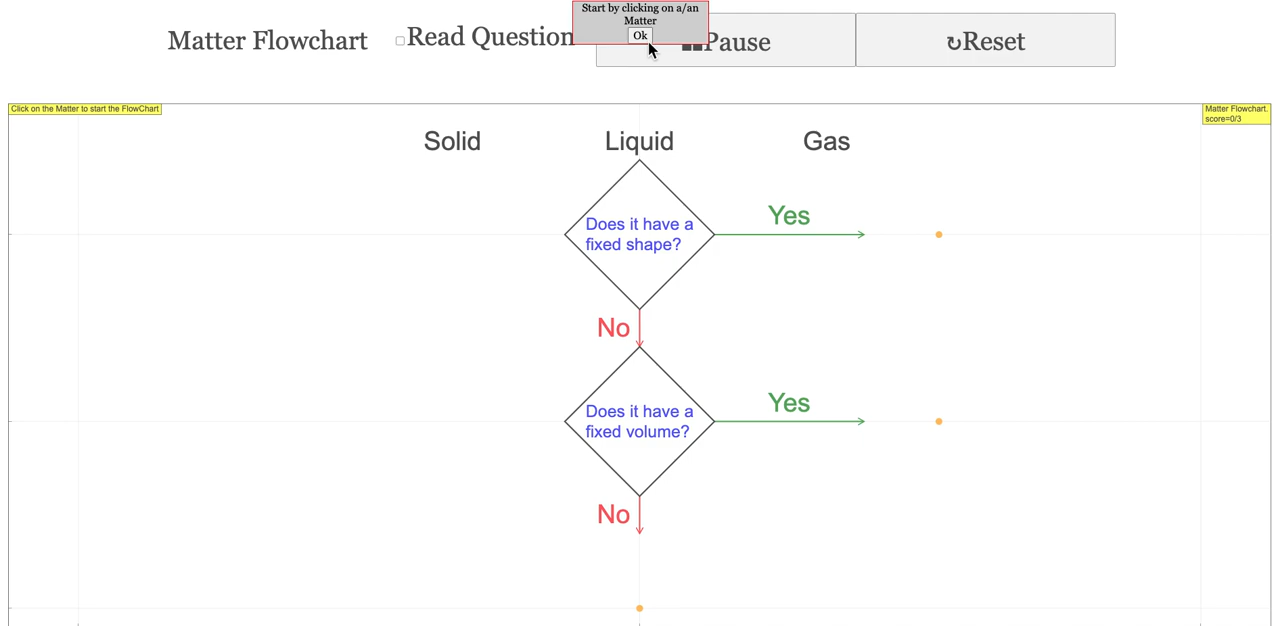 Start by clicking on a/an
Matter
Ok
Matter Flowchart
Read Question
Pause
↻Reset
Click on the Matter to start the FlowChart
Matter Flowchart.
score=0/3
Solid
Liquid
Gas
Does it have a
fixed shape?
Yes
No
Does it have a
fixed volume?
Yes
No